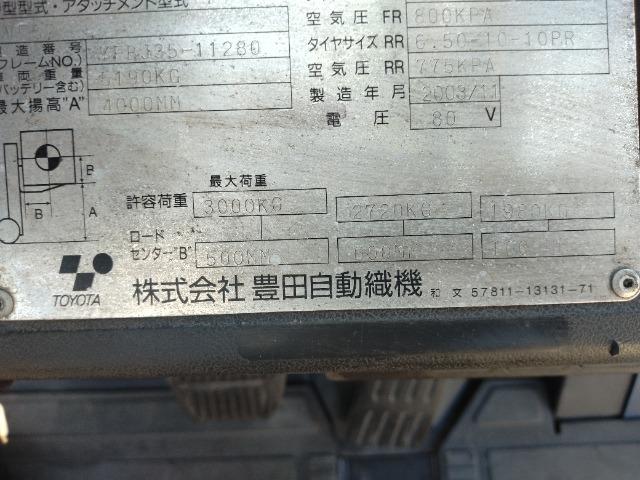 型式・アタッチメント型式
空気圧 FR 800KPA
製造番号
(フレームNO.) 11280
タイヤサイズ RR 6.50-10-10PR
車両重量
(バッテリー含む) 5190KG
空気圧 RR 775KPA
最大揚高"A" 4000MM
製造年月 2003/11
電圧 80 V
B
B
A
最大荷重
許容荷重 3000KG 2720KG
ロード
センター"B" 500MM
TOYOTA
株式会社 豊田自動織機 和文 57811-13131-71